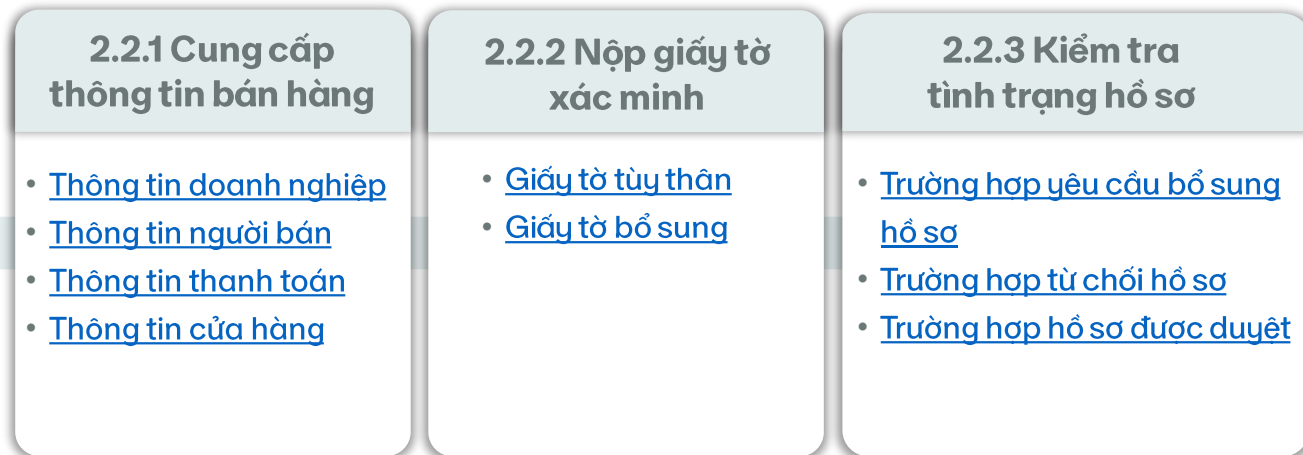 2.2.1 Cung cấp
thông tin bán hàng
• Thông tin doanh nghiệp
• Thông tin người bán
• Thông tin thanh toán
• Thông tin cửa hàng
2.2.2 Nộp giấy tờ
xác minh
• Giấy tờ tùy thân
• Giấy tờ bổ sung
2.2.3 Kiểm tra
tình trạng hồ sơ
• Trường hợp yêu cầu bổ sung
hồ sơ
• Trường hợp từ chối hồ sơ
• Trường hợp hồ sơ được duyệt